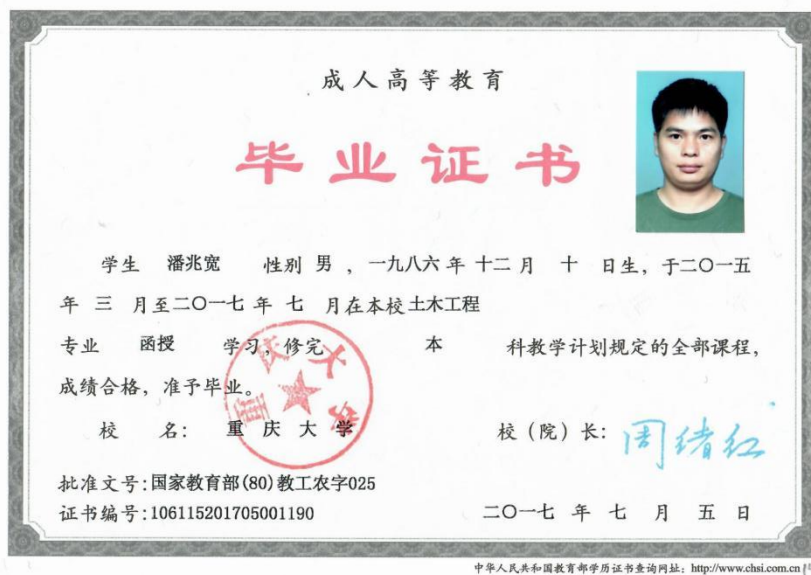 成人高等教育
毕业证书
学生 潘兆宽 性别 男 ，一九八六 年 十二 月 十 日生，于二〇一五
年 三 月至二〇一七 年 七 月在本校 土木工程
专业 函授 学习，修完 本 科教学计划规定的全部课程，
成绩合格，准予毕业。
重庆大学
校 名： 重 庆 大 学
校（院）长： 周绪红
批准文号：国家教育部(80)教工农字025
证书编号：106115201705001190
二〇一七 年 七 月 五 日
中华人民共和国教育部学历证书查询网址：http://www.chsi.com.cn